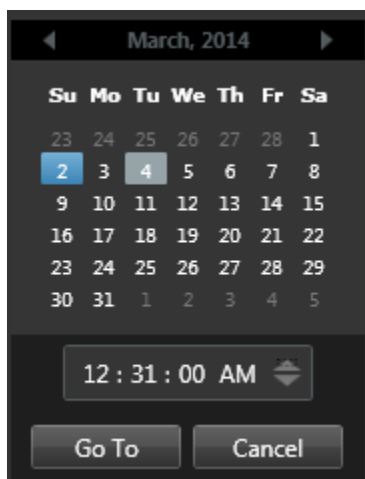 March, 2014
Su Mo Tu We Th Fr Sa
23 24 25 26 27 28 1
2 3 4 5 6 7 8
9 10 11 12 13 14 15
16 17 18 19 20 21 22
23 24 25 26 27 28 29
30 31 1 2 3 4 5
12 : 31 : 00 AM
Go To Cancel